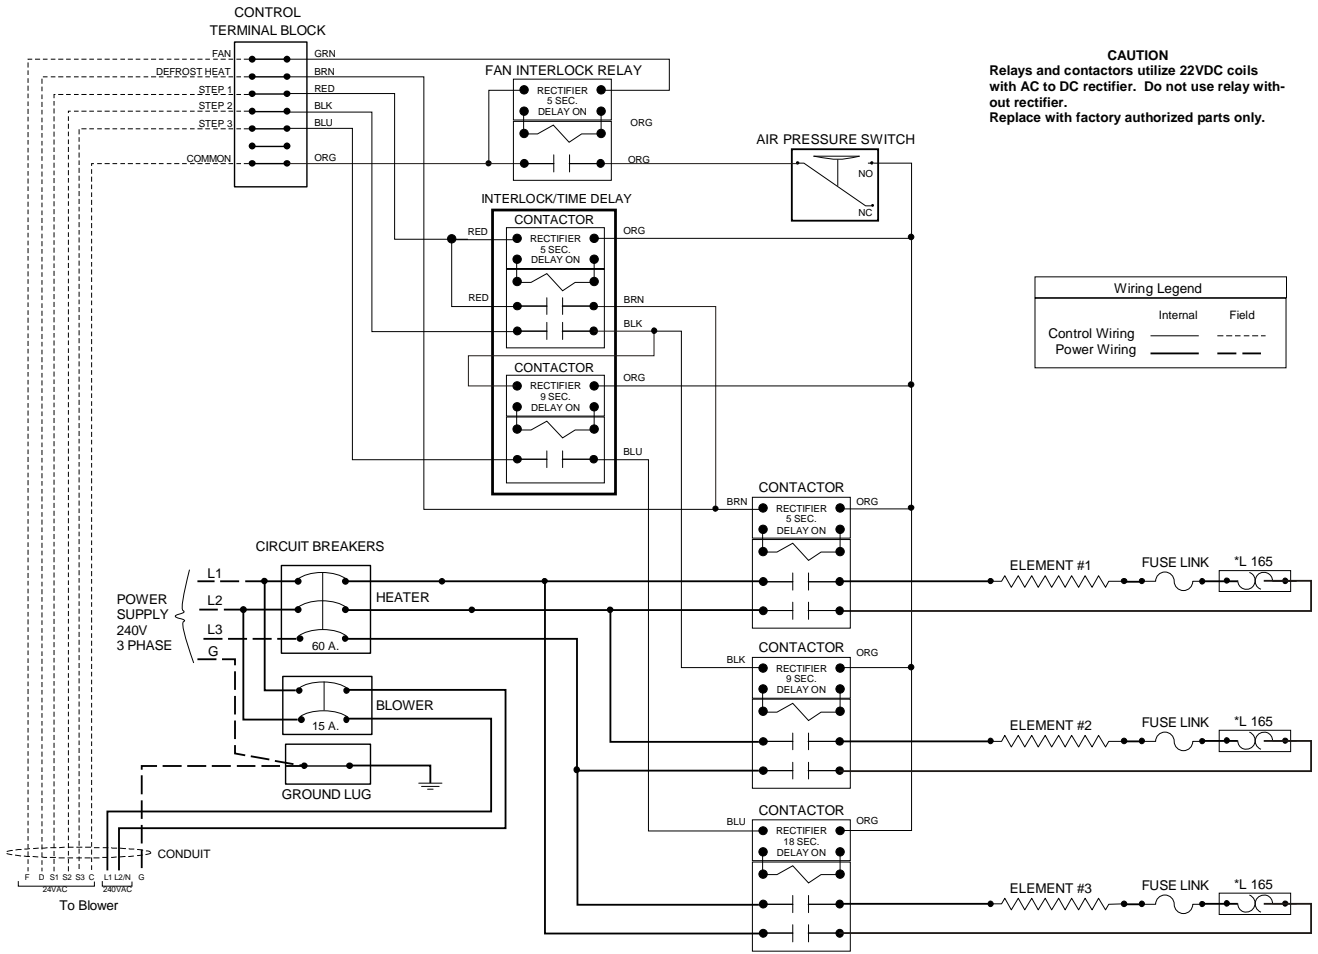 CONTROL
TERMINAL BLOCK
FAN
GRN
DEFROST HEAT
BRN
STEP 1
RED
STEP 2
BLK
STEP 3
BLU
COMMON
ORG
FAN INTERLOCK RELAY
RECTIFIER
5 SEC.
DELAY ON
ORG
ORG
AIR PRESSURE SWITCH
NO
NC
CAUTION
Relays and contactors utilize 22VDC coils
with AC to DC rectifier. Do not use relay with-
out rectifier.
Replace with factory authorized parts only.
INTERLOCK/TIME DELAY
CONTACTOR
RED
RECTIFIER
5 SEC.
DELAY ON
ORG
RED
BRN
BLK
CONTACTOR
RECTIFIER
9 SEC.
DELAY ON
ORG
BLU
Wiring Legend
Internal
Field
Control Wiring
Power Wiring
CONTACTOR
BRN
RECTIFIER
5 SEC.
DELAY ON
ORG
ELEMENT #1
FUSE LINK
*L 165
CIRCUIT BREAKERS
POWER
SUPPLY
240V
3 PHASE
L1
L2
L3
G
HEATER
60 A.
BLOWER
15 A.
GROUND LUG
CONTACTOR
BLK
RECTIFIER
9 SEC.
DELAY ON
ORG
ELEMENT #2
FUSE LINK
*L 165
CONTACTOR
BLU
RECTIFIER
18 SEC.
DELAY ON
ORG
ELEMENT #3
FUSE LINK
*L 165
CONDUIT
F D S1 S2 S3 C L1 L2/N G
24VAC
240VAC
To Blower